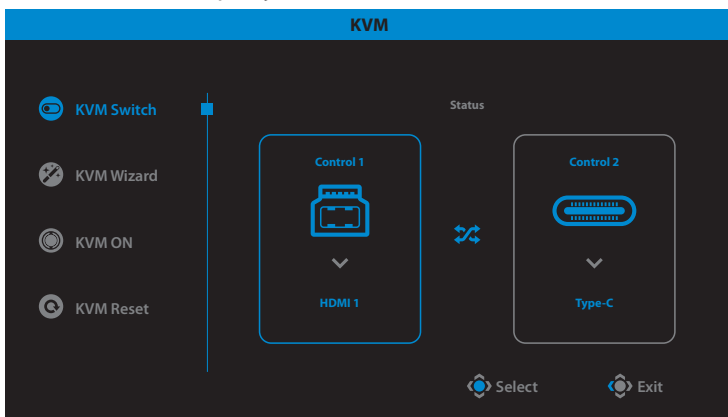 KVM
KVM Switch
KVM Wizard
KVM ON
KVM Reset
Status
Control 1
HDMI 1
Control 2
Type-C
Select
Exit